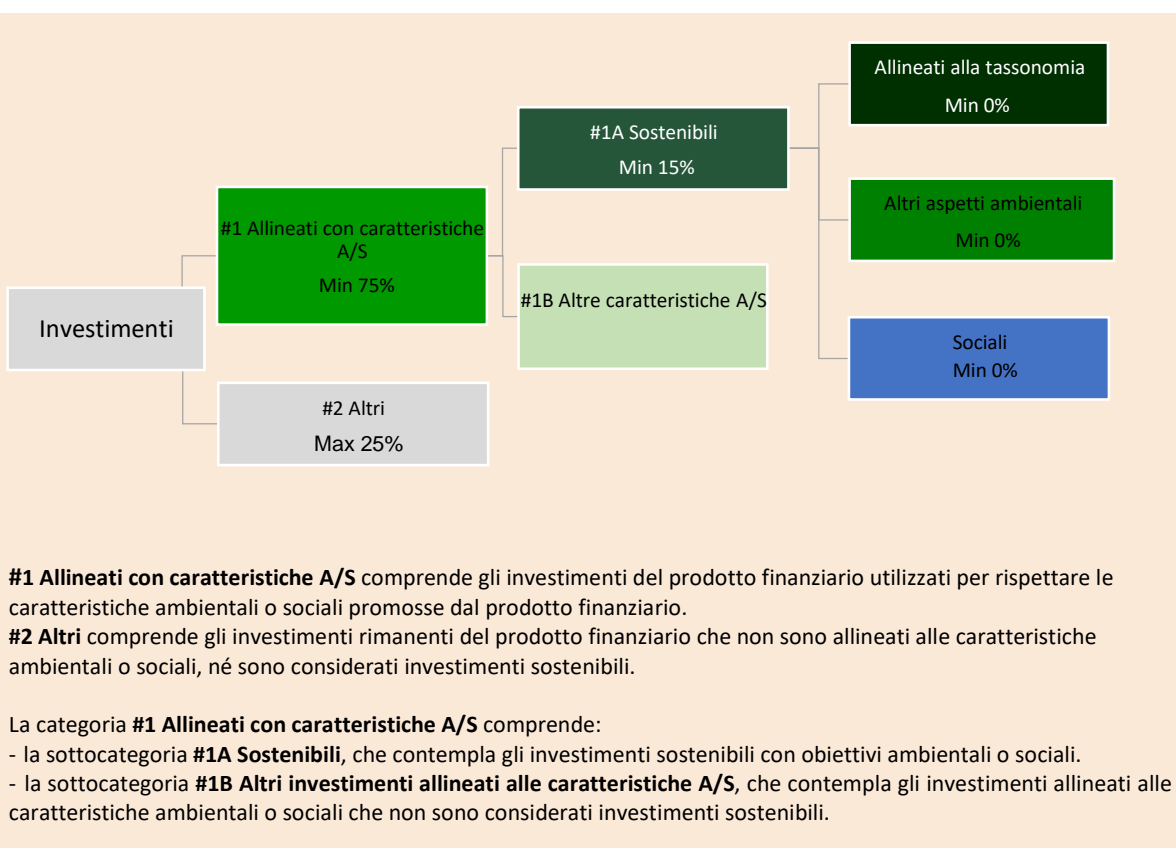 Investimenti
#1 Allineati con caratteristiche
A/S
Min 75%
#2 Altri
Max 25%
#1A Sostenibili
Min 15%
#1B Altre caratteristiche A/S
Allineati alla tassonomia
Min 0%
Altri aspetti ambientali
Min 0%
Sociali
Min 0%
#1 Allineati con caratteristiche A/S comprende gli investimenti del prodotto finanziario utilizzati per rispettare le
caratteristiche ambientali o sociali promosse dal prodotto finanziario.
#2 Altri comprende gli investimenti rimanenti del prodotto finanziario che non sono allineati alle caratteristiche
ambientali o sociali, né sono considerati investimenti sostenibili.
La categoria #1 Allineati con caratteristiche A/S comprende:
- la sottocategoria #1A Sostenibili, che contempla gli investimenti sostenibili con obiettivi ambientali o sociali.
- la sottocategoria #1B Altri investimenti allineati alle caratteristiche A/S, che contempla gli investimenti allineati alle
caratteristiche ambientali o sociali che non sono considerati investimenti sostenibili.